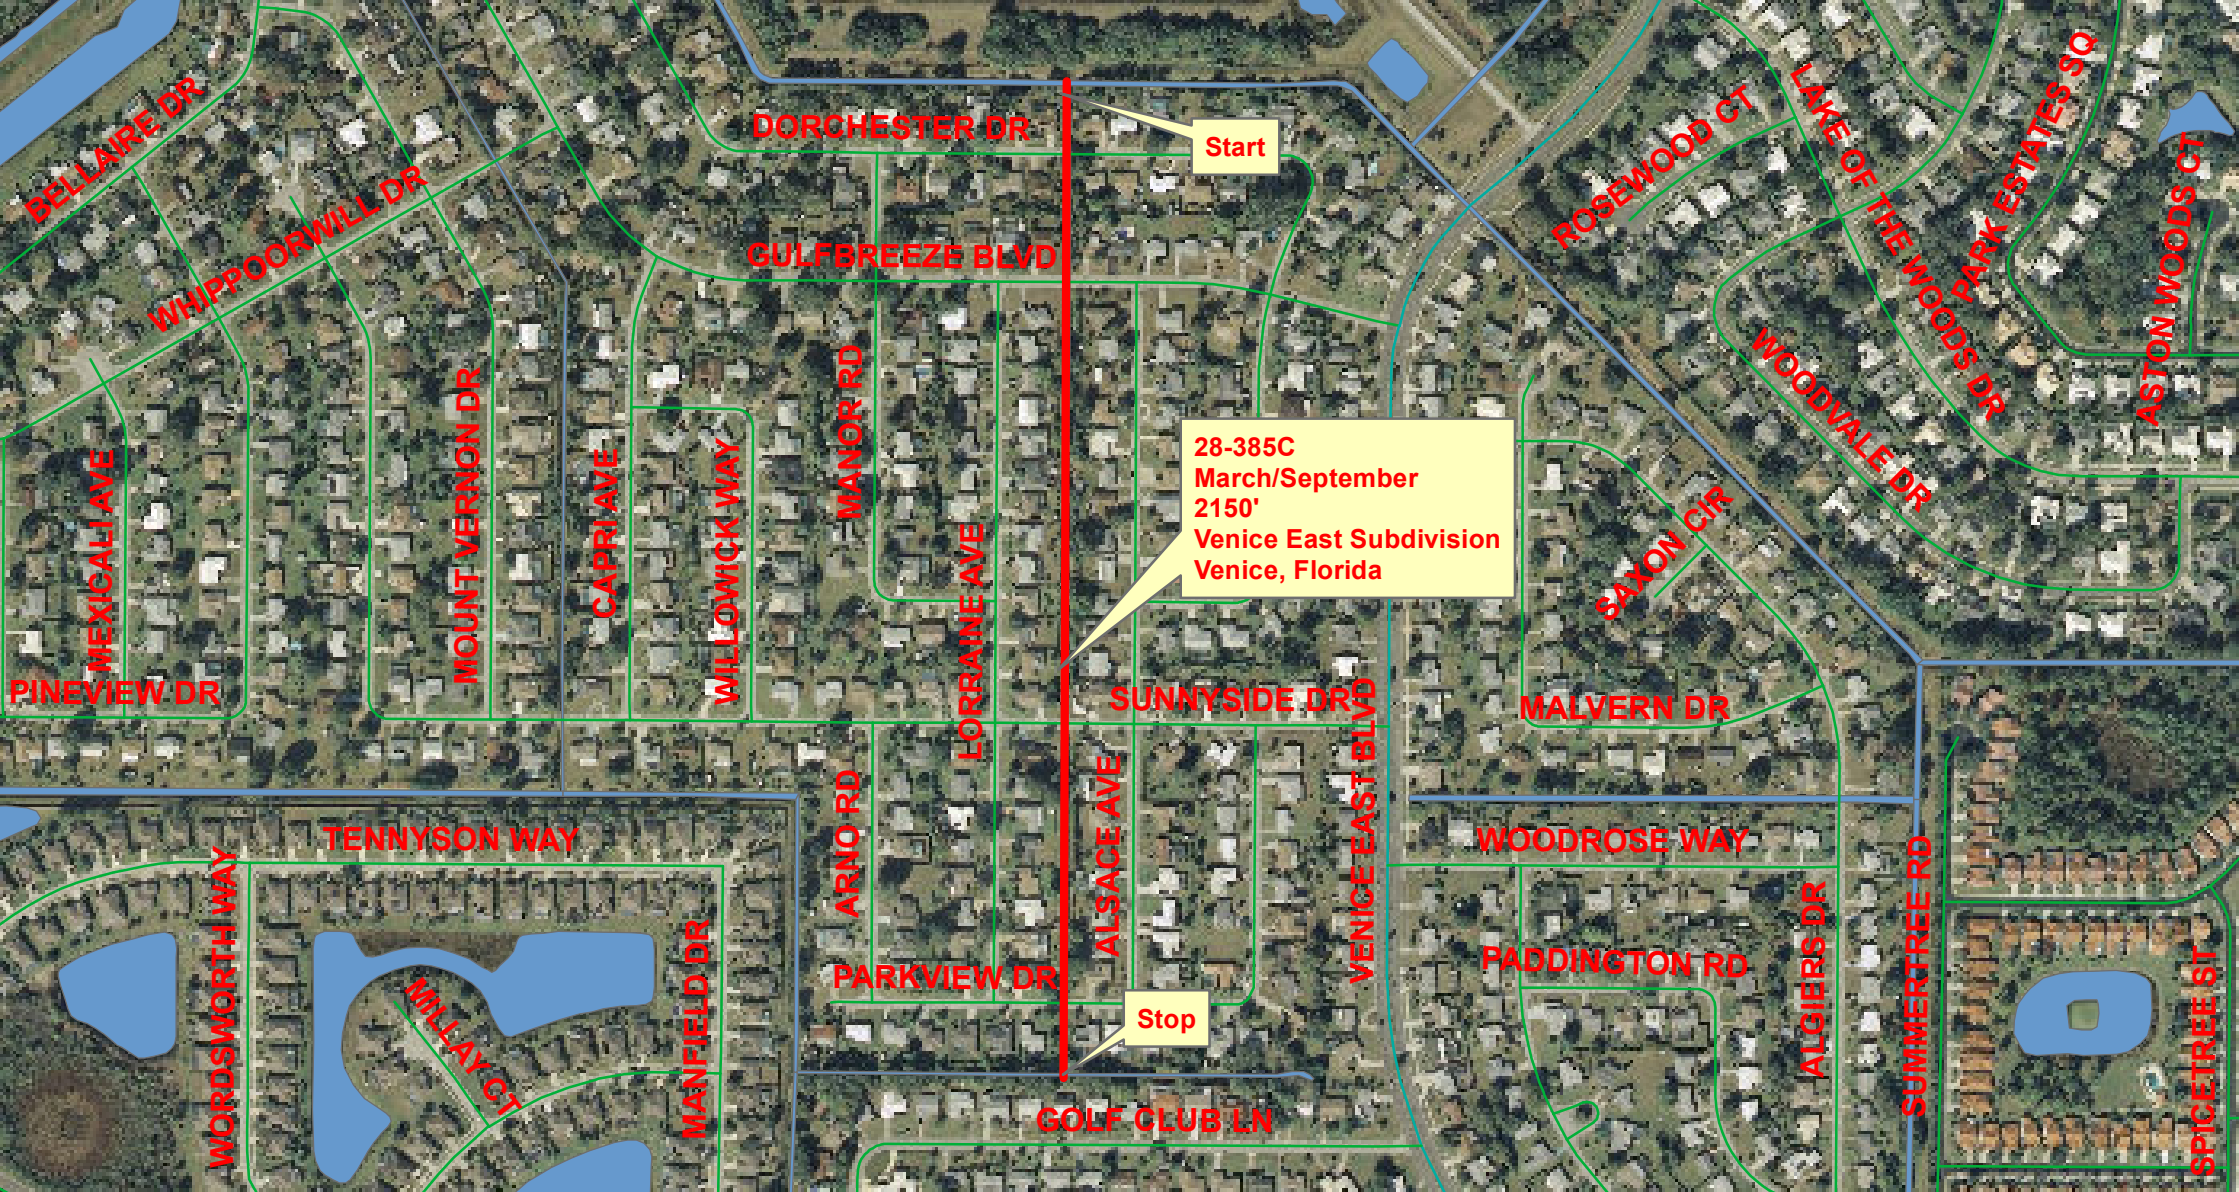 BELLAIRE DR
WHIPPOORWILL DR
DORCHESTER DR
Start
GULFBREEZE BLVD
ROSEWOOD CT
LAKE OF THE WOODS DR
PARK ESTATES SQ
ASTON WOODS CT
WOODVALE DR
MEXICALI AVE
PINEVIEW DR
MOUNT VERNON DR
CAPRI AVE
WILLOWICK WAY
MANOR RD
LORRAINE AVE
28-385C
March/September
2150'
Venice East Subdivision
Venice, Florida
SAXON CIR
SUNNYSIDE DR
MALVERN DR
VENICE EAST BLVD
TENNYSON WAY
WORDSWORTH WAY
MILLAY CT
MANFIELD DR
ARNO RD
ALSACE AVE
PARKVIEW DR
Stop
GOLF CLUB LN
WOODROSE WAY
PADDINGTON RD
ALGIERS DR
SUMMERTREE RD
SPICETREE ST